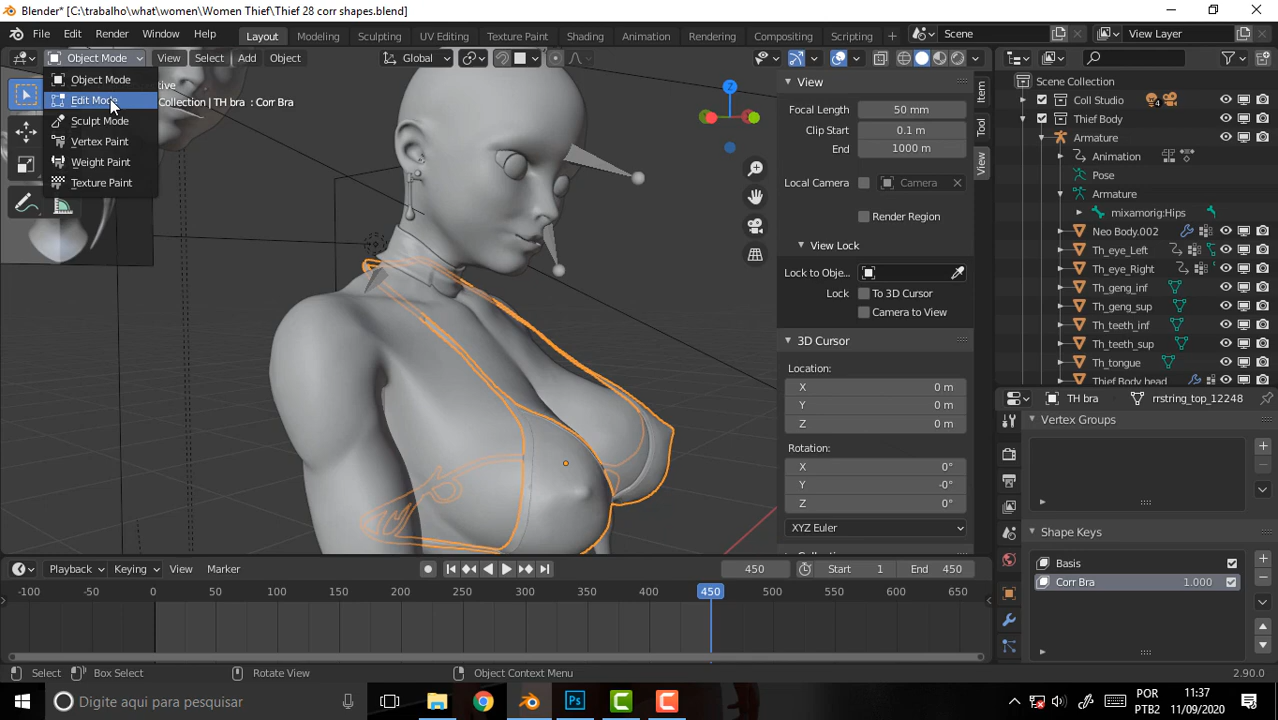 Blender* [C:\trabalho\what\women\Women Thief\Thief 28 corr shapes.blend]
File Edit Render Window Help Layout Modeling Sculpting UV Editing Texture Paint Shading Animation Rendering Compositing Scene View Layer
Object Mode View Select Add Object Global
Object Mode
Edit Mode
Collection | TH bra : Corr Bra
Sculpt Mode
Vertex Paint
Weight Paint
Texture Paint
Z
View
Focal Length 50 mm
Clip Start 0.1 m
End 1000 m
Local Camera Camera
Render Region
View Lock
Lock to Obje...
Lock To 3D Cursor
Camera to View
3D Cursor
Location:
X 0 m
Y 0 m
Z 0 m
Rotation:
X 0°
Y -0°
Z 0°
XYZ Euler
Item
Tool
View
Scene Collection
Coll Studio 4
Thief Body
Armature
Animation
Pose
Armature
mixamorig:Hips
Neo Body.002
Th_eye_Left
Th_eye_Right
Th_geng_inf
Th_geng_sup
Th_teeth_inf
Th_teeth_sup
Th_tongue
Thief Body head
TH bra rrstring_top_12248
Vertex Groups
Shape Keys
Basis
Corr Bra 1.000
Playback Keying View Marker 450 Start 1 End 450
-100 -50 0 50 100 150 200 250 300 350 400 450 500 550 600 650
Select Box Select Rotate View Object Context Menu 2.90.0
Digite aqui para pesquisar
POR
PTB2
11:37
11/09/2020